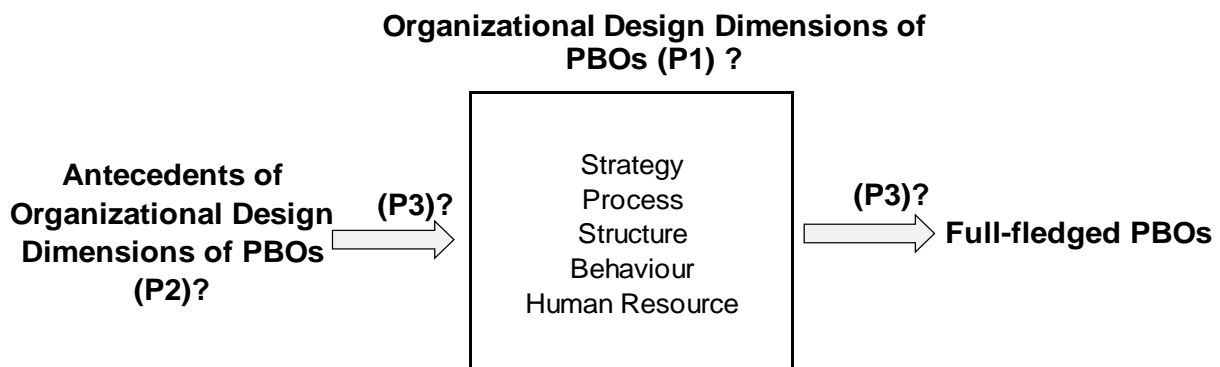 Organizational Design Dimensions of
PBOs (P1) ?
Antecedents of
Organizational Design
Dimensions of PBOs
(P2)?
(P3)?
Strategy
Process
Structure
Behaviour
Human Resource
(P3)?
Full-fledged PBOs